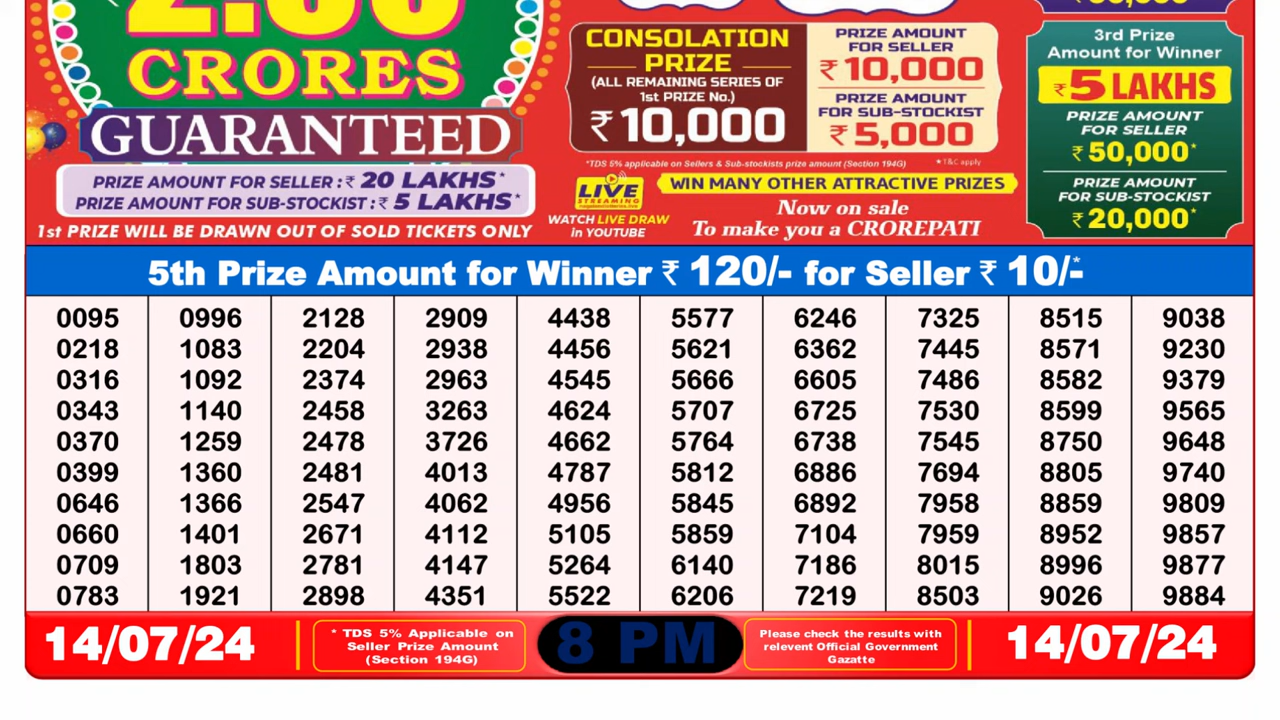 CRORES
GUARANTEED
PRIZE AMOUNT FOR SELLER :₹ 20 LAKHS*
PRIZE AMOUNT FOR SUB-STOCKIST :₹ 5 LAKHS*
1st PRIZE WILL BE DRAWN OUT OF SOLD TICKETS ONLY
CONSOLATION
PRIZE
(ALL REMAINING SERIES OF
1st PRIZE No.)
₹ 10,000
PRIZE AMOUNT
FOR SELLER
₹ 10,000
PRIZE AMOUNT
FOR SUB-STOCKIST
₹ 5,000
*TDS 5% applicable on Sellers & Sub-stockists prize amount (Section 194G)
★T&C apply
LIVE
STREAMING
WATCH LIVE DRAW
in YOUTUBE
WIN MANY OTHER ATTRACTIVE PRIZES
Now on sale
To make you a CROREPATI
3rd Prize
Amount for Winner
₹ 5 LAKHS
PRIZE AMOUNT
FOR SELLER
₹ 50,000*
PRIZE AMOUNT
FOR SUB-STOCKIST
₹ 20,000*
5th Prize Amount for Winner ₹ 120/- for Seller ₹ 10/-*
0095 0996 2128 2909 4438 5577 6246 7325 8515 9038
0218 1083 2204 2938 4456 5621 6362 7445 8571 9230
0316 1092 2374 2963 4545 5666 6605 7486 8582 9379
0343 1140 2458 3263 4624 5707 6725 7530 8599 9565
0370 1259 2478 3726 4662 5764 6738 7545 8750 9648
0399 1360 2481 4013 4787 5812 6886 7694 8805 9740
0646 1366 2547 4062 4956 5845 6892 7958 8859 9809
0660 1401 2671 4112 5105 5859 7104 7959 8952 9857
0709 1803 2781 4147 5264 6140 7186 8015 8996 9877
0783 1921 2898 4351 5522 6206 7219 8503 9026 9884
14/07/24
* TDS 5% Applicable on
Seller Prize Amount
(Section 194G)
8 PM
Please check the results with
relevent Official Government
Gazatte
14/07/24